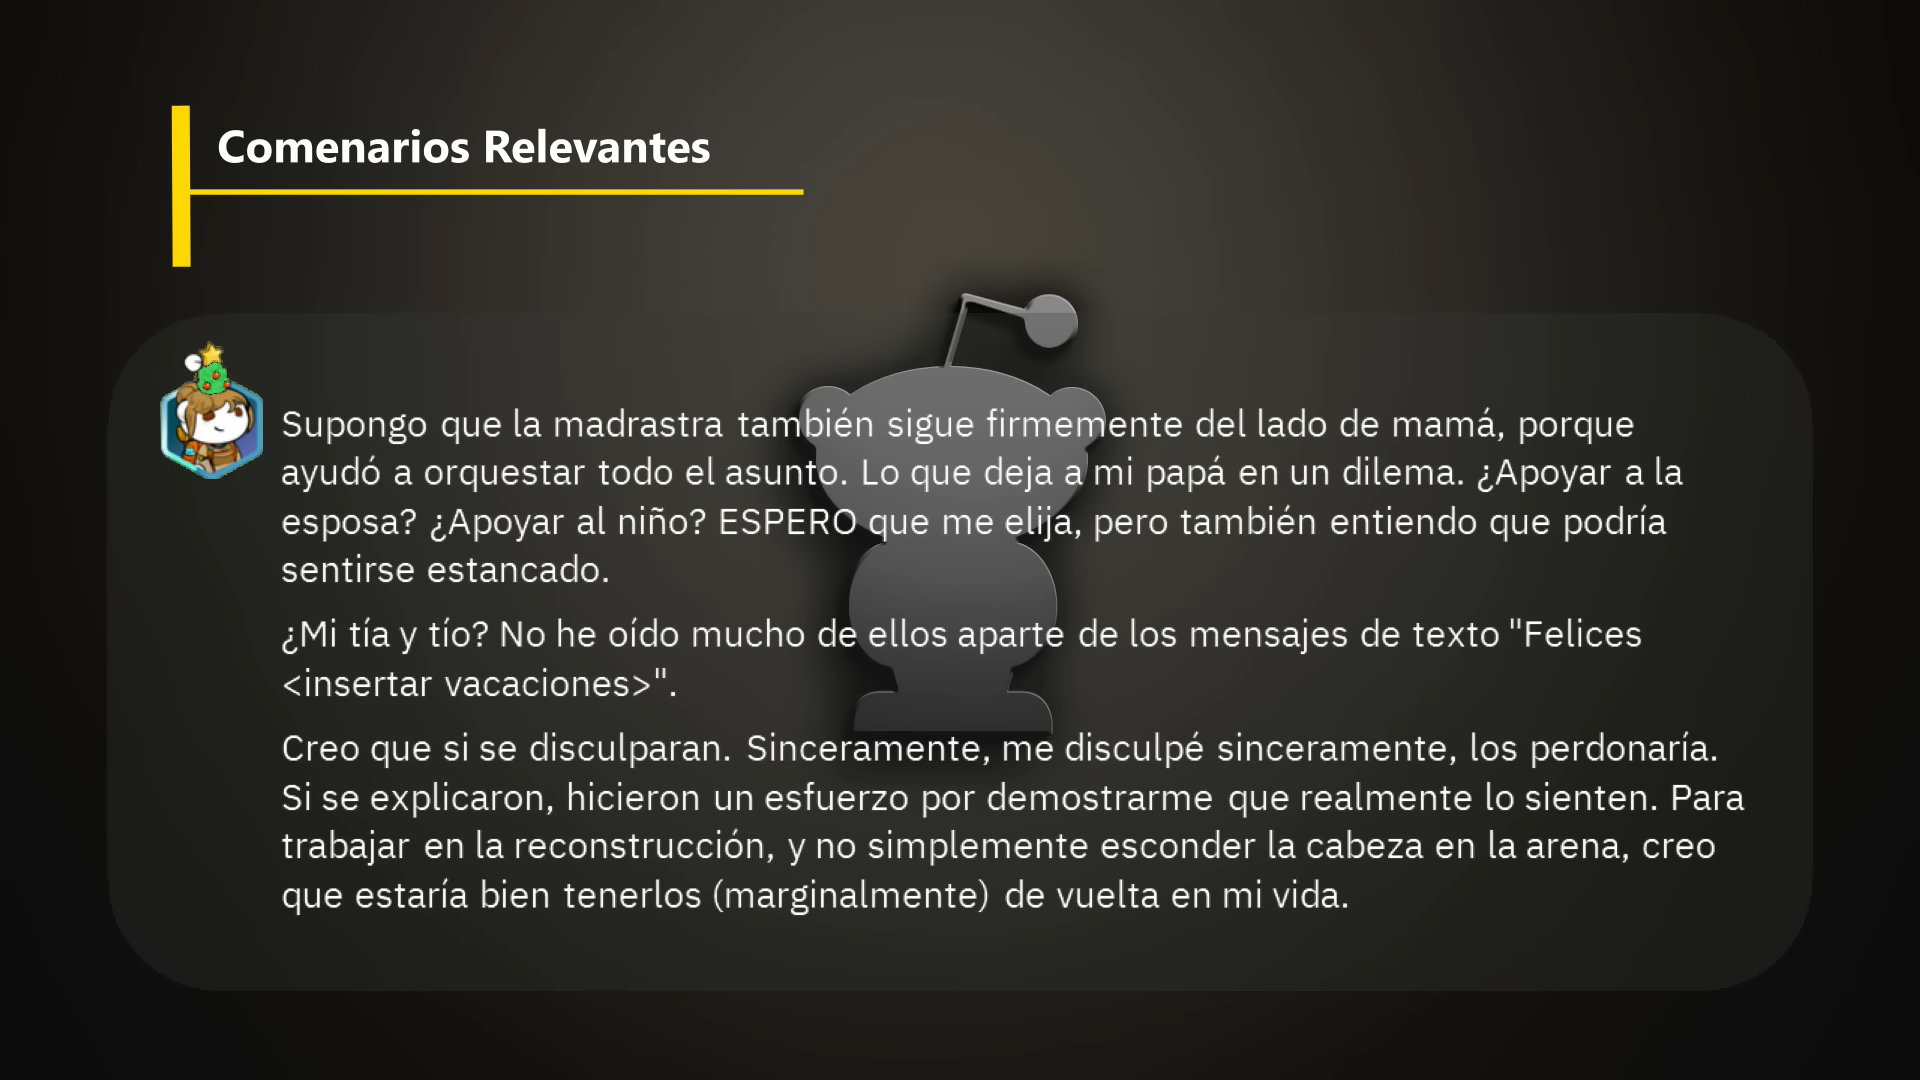 Comenarios Relevantes
Supongo que la madrastra también sigue firmemente del lado de mamá, porque
ayudó a orquestar todo el asunto. Lo que deja a mi papá en un dilema. ¿Apoyar a la
esposa? ¿Apoyar al niño? ESPERO que me elija, pero también entiendo que podría
sentirse estancado.
¿Mi tía y tío? No he oído mucho de ellos aparte de los mensajes de texto "Felices
<insertar vacaciones>".
Creo que si se disculparan. Sinceramente, me disculpé sinceramente, los perdonaría.
Si se explicaron, hicieron un esfuerzo por demostrarme que realmente lo sienten. Para
trabajar en la reconstrucción, y no simplemente esconder la cabeza en la arena, creo
que estaría bien tenerlos (marginalmente) de vuelta en mi vida.